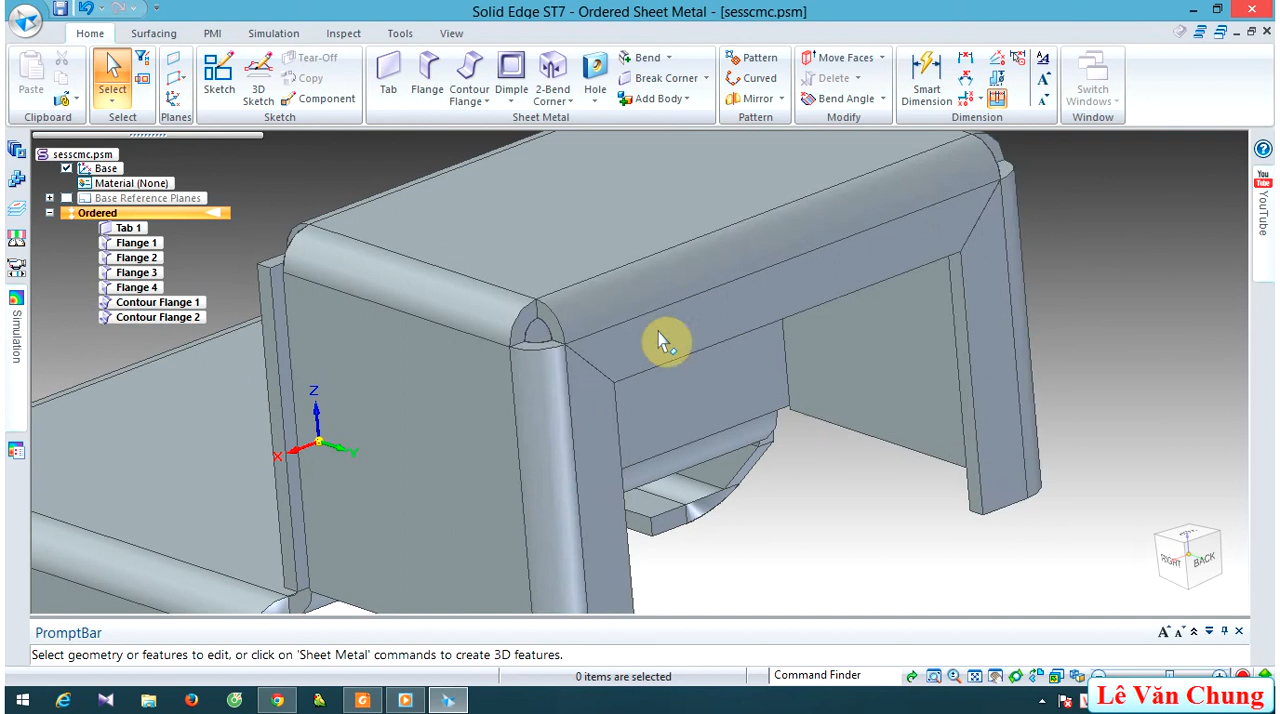 Solid Edge ST7 - Ordered Sheet Metal - [sesscmc.psm]
Home
Surfacing
PMI
Simulation
Inspect
Tools
View
Paste
Clipboard
Select
Select
Planes
Sketch
3D
Sketch
Tear-Off
Copy
Component
Sketch
Tab
Flange
Contour
Flange
Dimple
2-Bend
Corner
Hole
Bend
Break Corner
Add Body
Sheet Metal
Pattern
Curved
Mirror
Pattern
Move Faces
Delete
Bend Angle
Modify
Smart
Dimension
Dimension
Switch
Windows
Window
sesscmc.psm
Base
Material (None)
Base Reference Planes
Ordered
Tab 1
Flange 1
Flange 2
Flange 3
Flange 4
Contour Flange 1
Contour Flange 2
Simulation
You
Tube
YouTube
Z
X
Y
RIGHT
BACK
PromptBar
Select geometry or features to edit, or click on 'Sheet Metal' commands to create 3D features.
0 items are selected
Command Finder
Lê Văn Chung